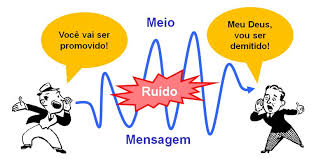 Meio
Você vai ser
promovido!
Meu Deus,
vou ser
demitido!
Ruído
Mensagem